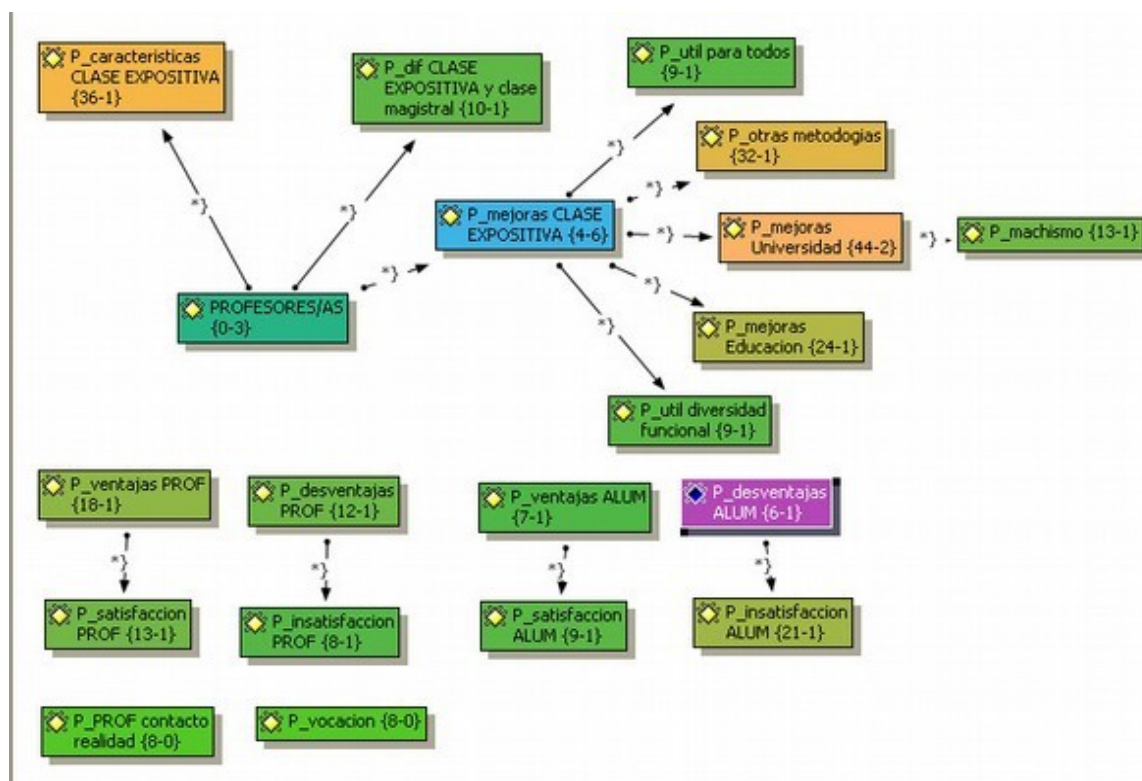 P_caracteristicas
CLASE EXPOSITIVA
{36-1}
P_dif CLASE
EXPOSITIVA y clase
magistral {10-1}
P_util para todos
{9-1}
P_otras metodogias
{32-1}
P_mejoras CLASE
EXPOSITIVA {4-6}
P_mejoras
Universidad {44-2}
P_machismo {13-1}
PROFESORES/AS
{0-3}
P_mejoras
Educacion {24-1}
P_util diversidad
funcional {9-1}
*}
*}
*}
*}
*}
*}
*}
*}
*}
P_ventajas PROF
{18-1}
P_desventajas
PROF {12-1}
P_ventajas ALUM
{7-1}
P_desventajas
ALUM {6-1}
*}
*}
*}
*}
P_satisfaccion
PROF {13-1}
P_insatisfaccion
PROF {8-1}
P_satisfaccion
ALUM {9-1}
P_insatisfaccion
ALUM {21-1}
P_PROF contacto
realidad {8-0}
P_vocacion {8-0}